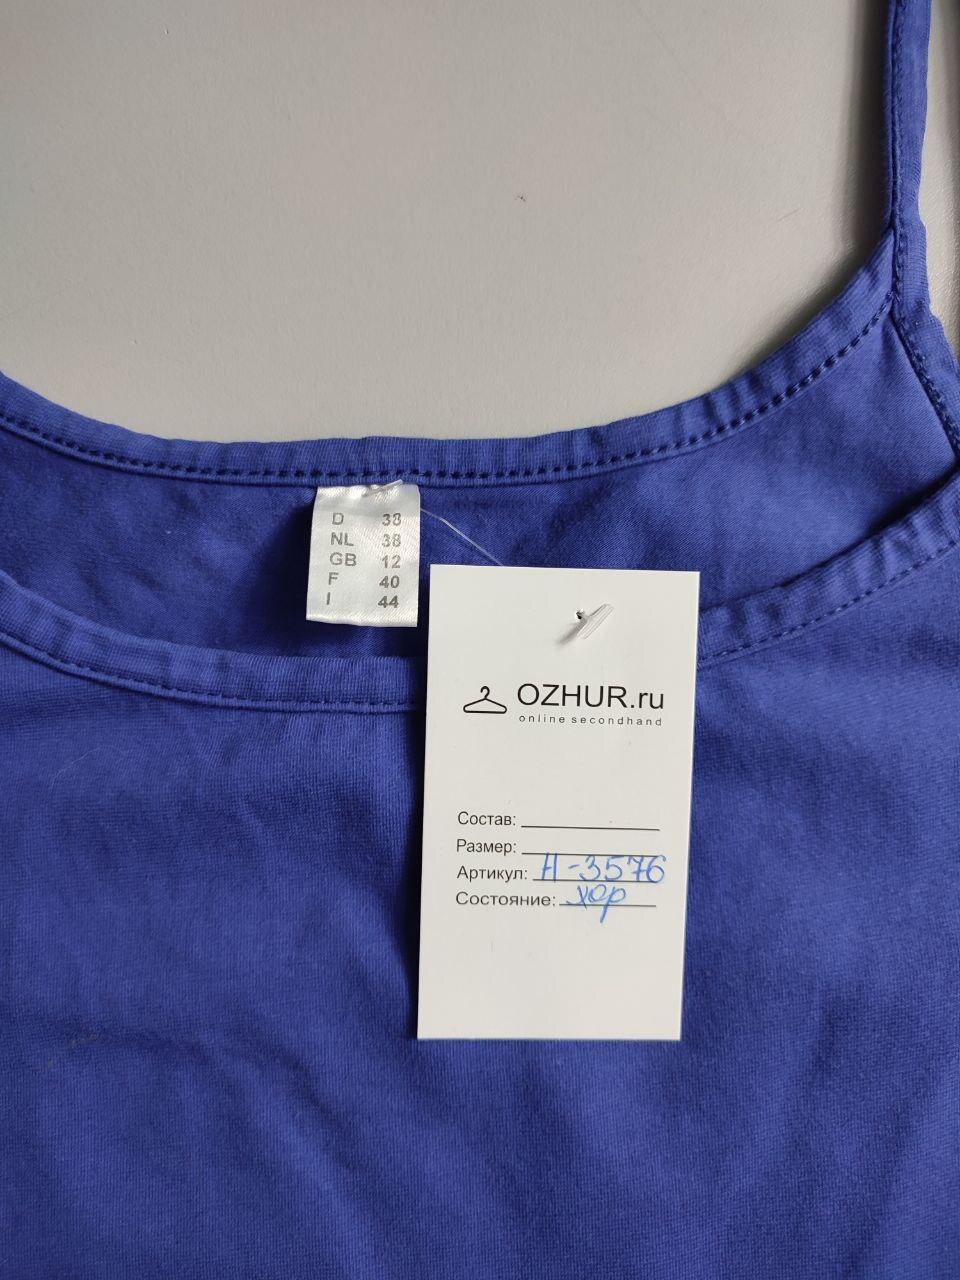 D 38
NL 38
GB 12
F 40
I 44
OZHUR.ru
online secondhand
Состав:
Размер:
Артикул: Н-3576
Состояние: хор